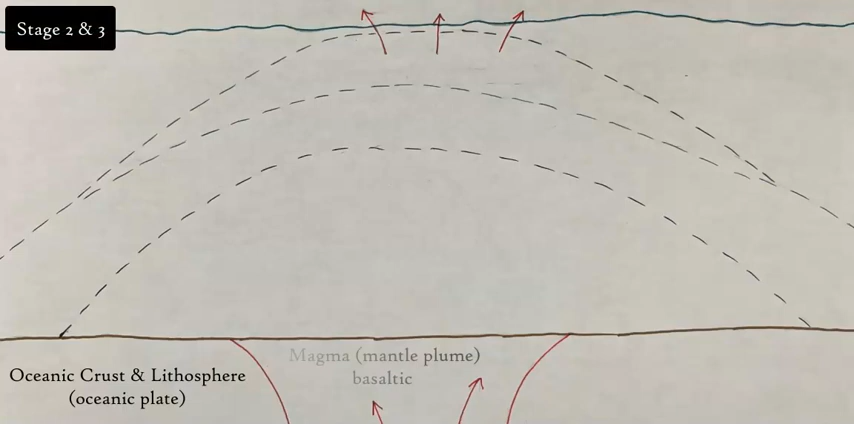 Stage 2 & 3
Magma (mantle plume)
basaltic
Oceanic Crust & Lithosphere
(oceanic plate)